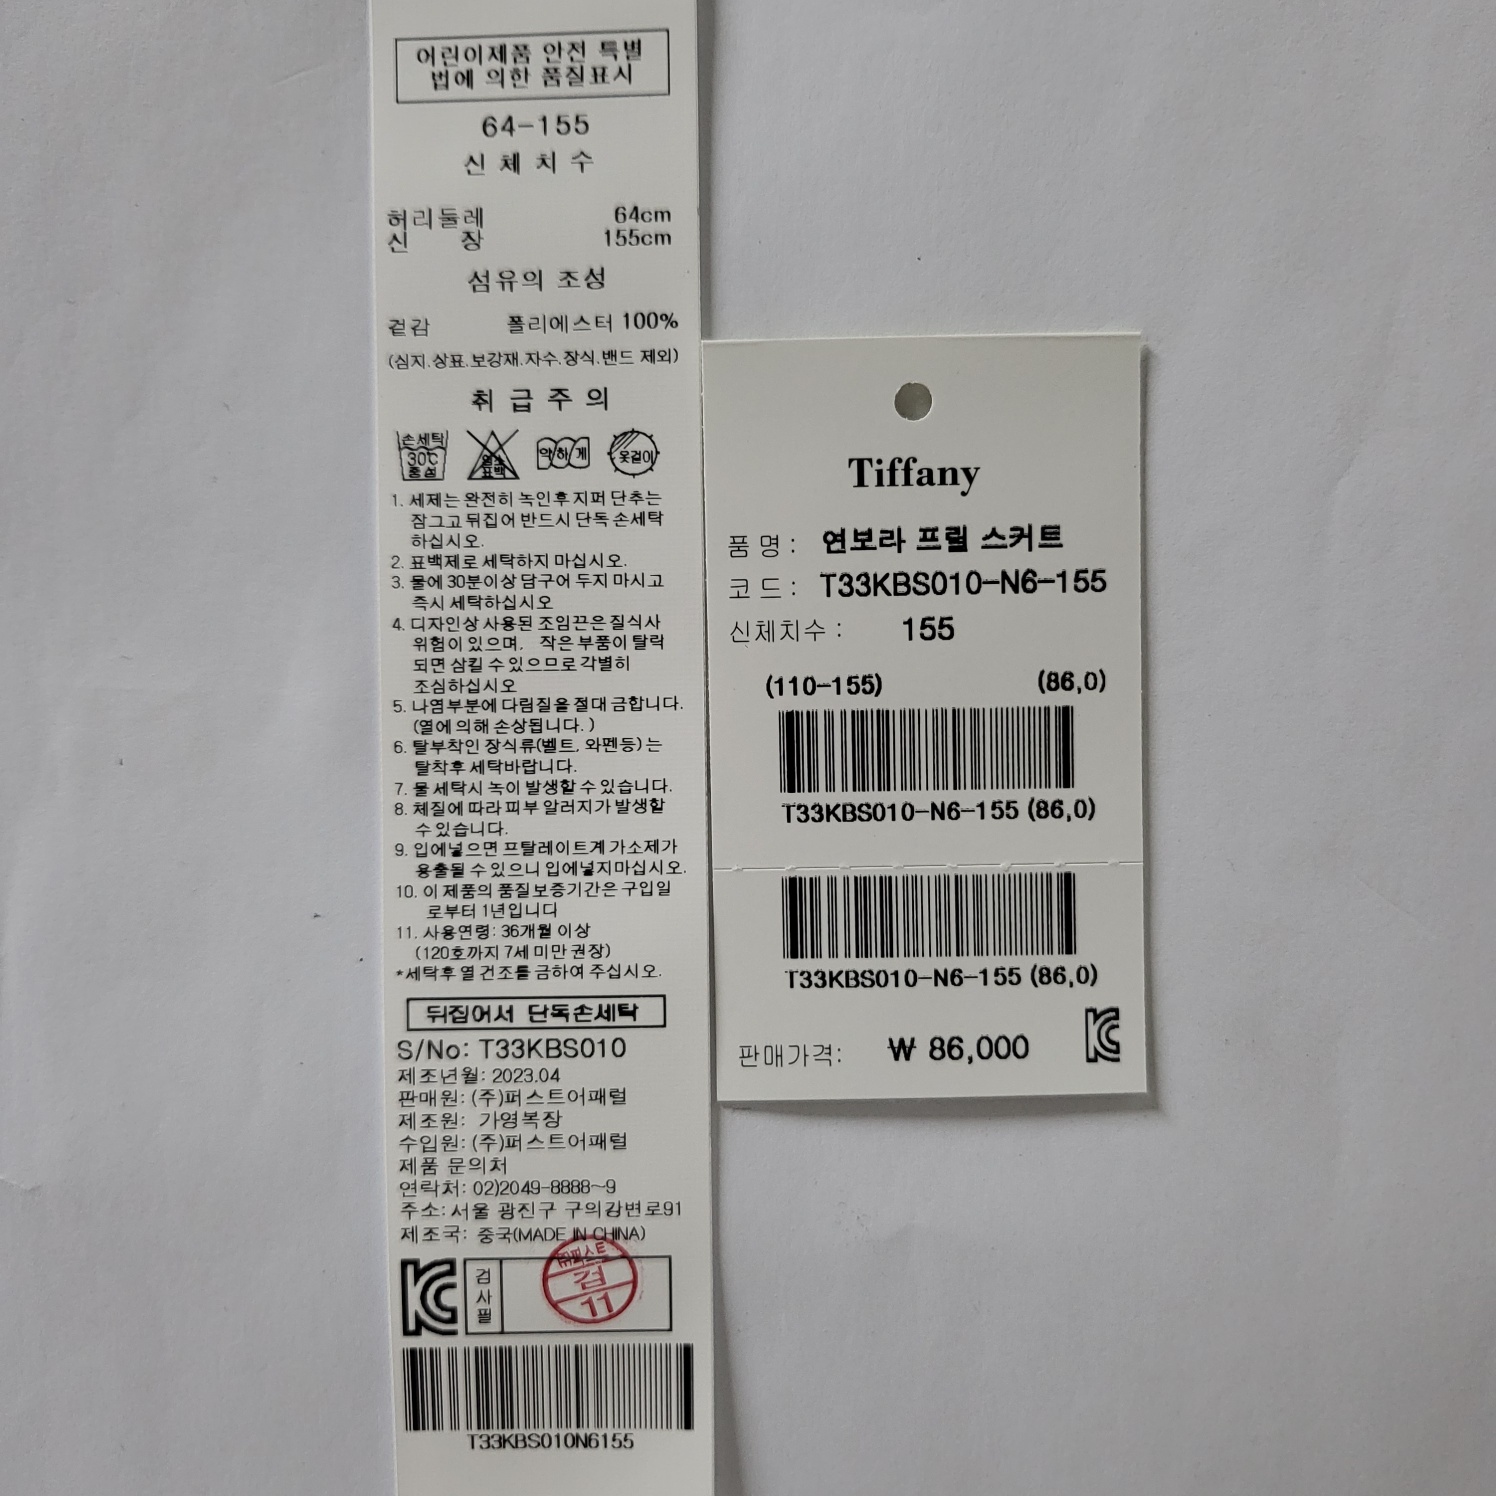 어린이제품 안전 특별
법에 의한 품질표시
64-155
신 체 치 수
허리둘레 64cm
신 장 155cm
섬유의 조성
겉감 폴리에스터 100%
(심지.상표.보강재.자수.장식.밴드 제외)
취 급 주 의
손세탁
30℃
중성
염소
표백
약하게
옷걸이
1. 세제는 완전히 녹인후 지퍼 단추는
잠그고 뒤집어 반드시 단독 손세탁
하십시오.
2. 표백제로 세탁하지 마십시오.
3. 물에 30분이상 담구어 두지 마시고
즉시 세탁하십시오
4. 디자인상 사용된 조임끈은 질식사
위험이 있으며, 작은 부품이 탈락
되면 삼킬 수 있으므로 각별히
조심하십시오
5. 나염부분에 다림질을 절대 금합니다.
(열에 의해 손상됩니다. )
6. 탈부착인 장식류(벨트, 와펜등) 는
탈착후 세탁바랍니다.
7. 물 세탁시 녹이 발생할 수 있습니다.
8. 체질에 따라 피부 알러지가 발생할
수 있습니다.
9. 입에넣으면 프탈레이트계 가소제가
용출될 수 있으니 입에넣지마십시오.
10. 이 제품의 품질보증기간은 구입일
로부터 1년입니다
11. 사용연령: 36개월 이상
(120호까지 7세 미만 권장)
*세탁후 열 건조를 금하여 주십시오.
뒤집어서 단독손세탁
S/No: T33KBS010
제조년월: 2023.04
판매원: (주)퍼스트어패럴
제조원: 가영복장
수입원: (주)퍼스트어패럴
제품 문의처
연락처: 02)2049-8888~9
주소: 서울 광진구 구의강변로91
제조국: 중국(MADE IN CHINA)
KC
검사필
㈜퍼스트
검
11
T33KBS010N6155
Tiffany
품 명 : 연보라 프릴 스커트
코 드 : T33KBS010-N6-155
신체치수 : 155
(110-155) (86,0)
T33KBS010-N6-155 (86,0)
T33KBS010-N6-155 (86,0)
판매가격: ₩ 86,000
KC